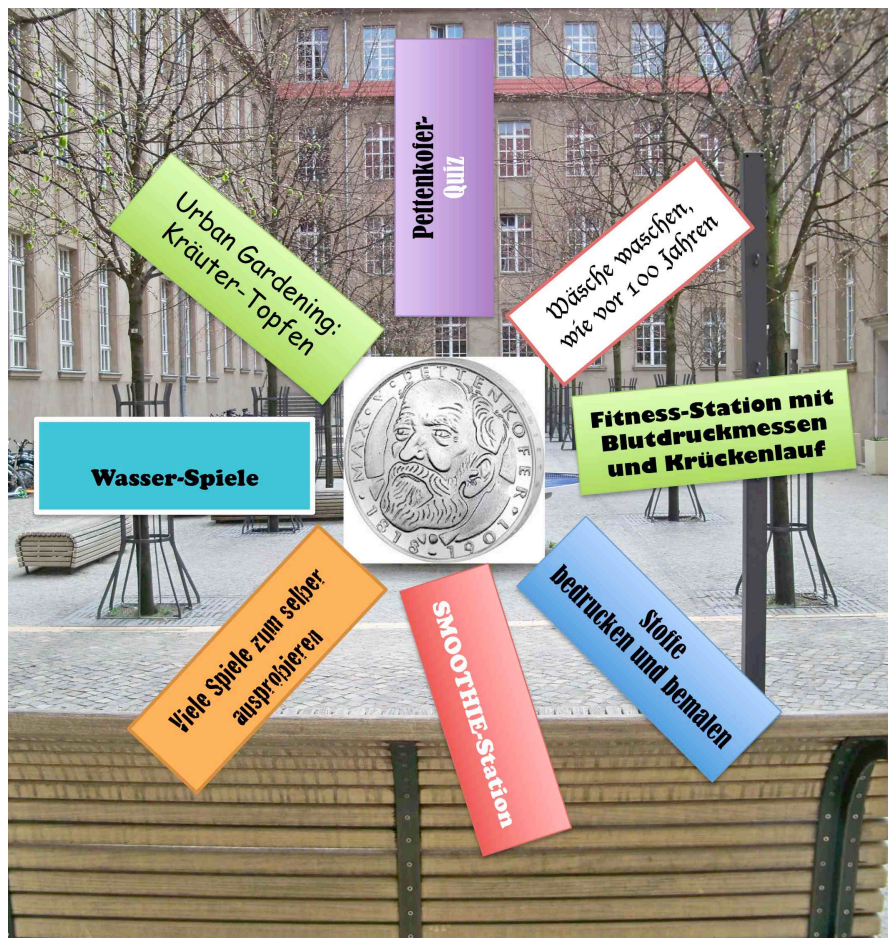 Pettenkofer-
Quiz
Urban Gardening:
Kräuter-Topfen
Wäsche waschen,
wie vor 100 Jahren
Fitness-Station mit
Blutdruckmessen
und Krückenlauf
Wasser-Spiele
MAX · V · PETTENKOFER · 1818 - 1901
Viele Spiele zum selber
ausprobieren
SMOOTHIE-Station
Stoffe
bedrucken und bemalen